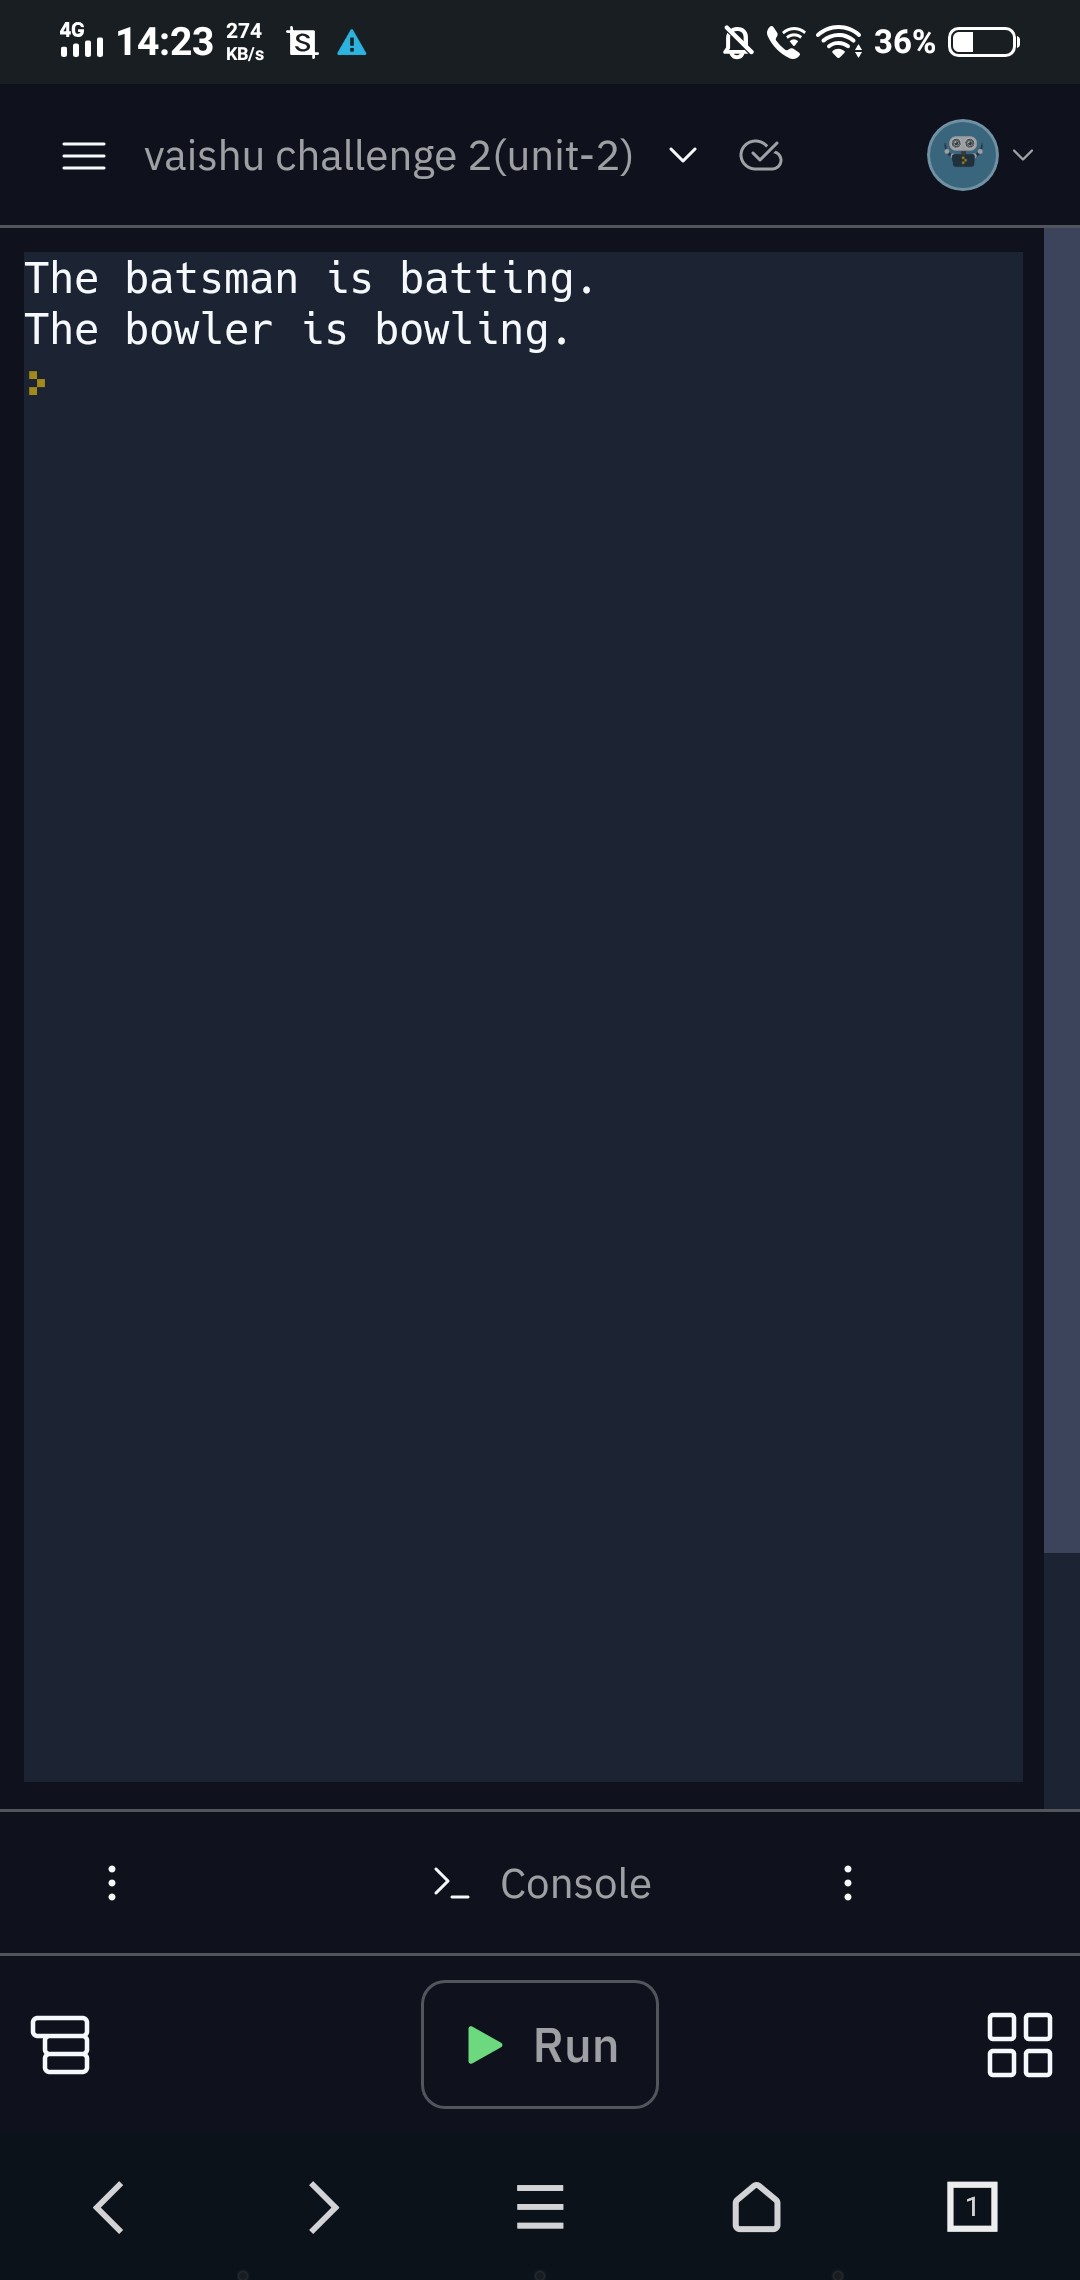 4G 14:23 274 KB/s S 36%
vaishu challenge 2(unit-2)
The batsman is batting.
The bowler is bowling.
Console
Run
1